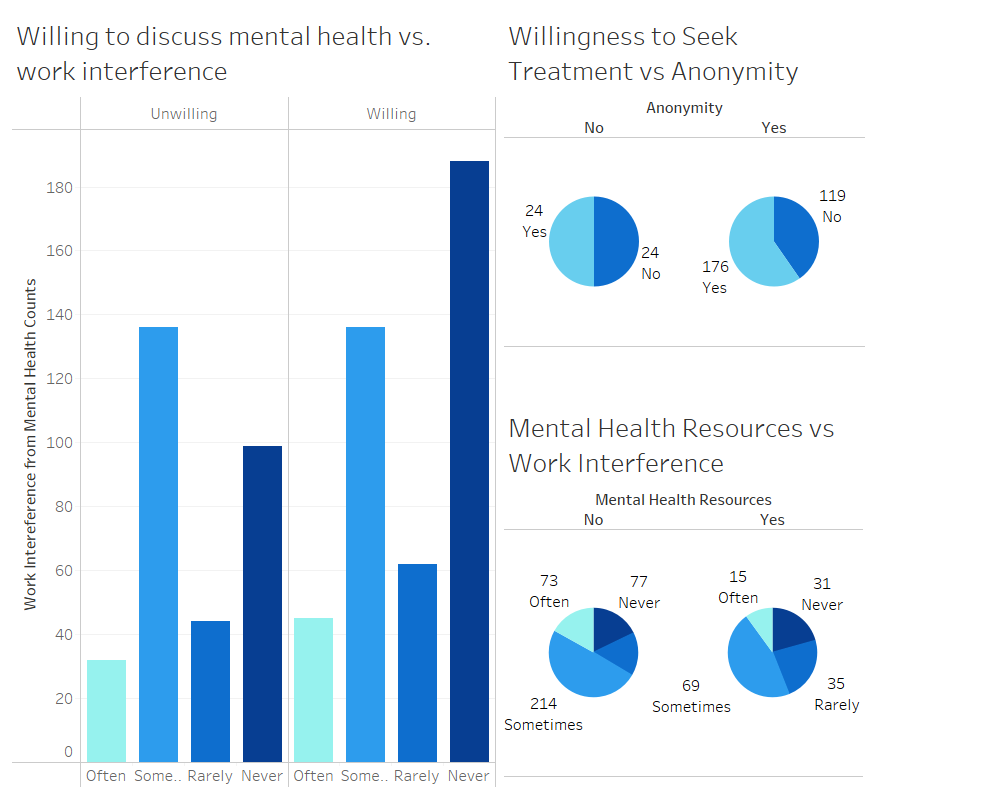 Willing to discuss mental health vs.
work interference
Unwilling
Willing
Work Intereference from Mental Health Counts
180
160
140
120
100
80
60
40
20
0
Often Some.. Rarely Never Often Some.. Rarely Never
Willingness to Seek
Treatment vs Anonymity
Anonymity
No
Yes
24
Yes
24
No
119
No
176
Yes
Mental Health Resources vs
Work Interference
Mental Health Resources
No
Yes
73
Often
77
Never
214
Sometimes
15
Often
31
Never
69
Sometimes
35
Rarely